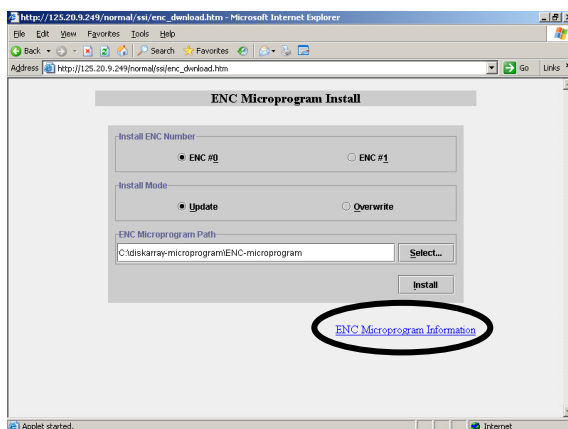 http://125.20.9.249/normal/ssi/enc_dwnload.htm - Microsoft Internet Explorer
File Edit View Favorites Tools Help
Back Search Favorites
Address http://125.20.9.249/normal/ssi/enc_dwnload.htm Go Links
ENC Microprogram Install
Install ENC Number
ENC #0 ENC #1
Install Mode
Update Overwrite
ENC Microprogram Path
C:\diskarray-microprogram\ENC-microprogram Select...
Install
ENC Microprogram Information
Applet started. Internet